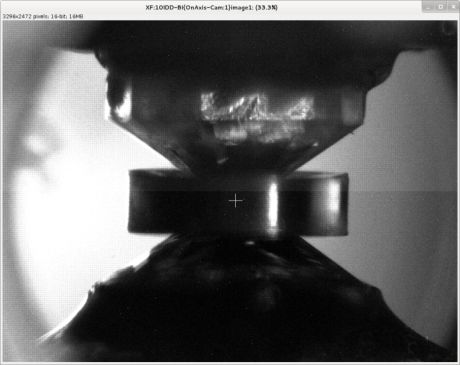 XF:10IDD-BI{OnAxis-Cam:1}image1: (33.3%)
3296x2472 pixels; 16-bit; 16MB